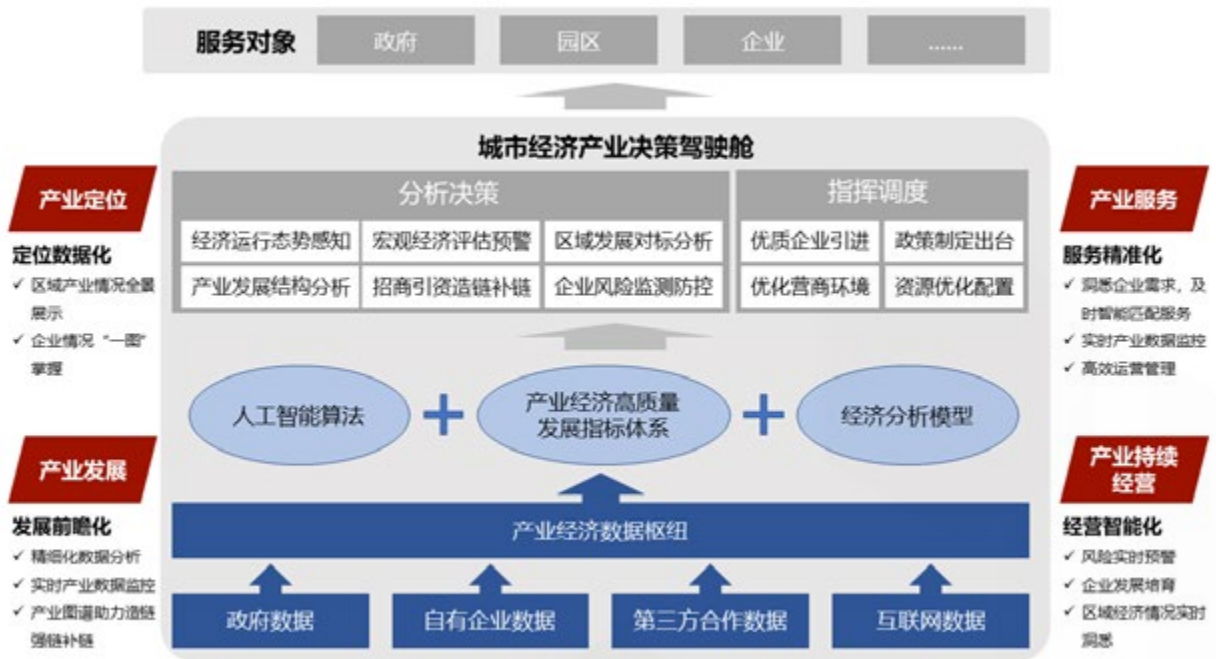 服务对象
政府
园区
企业
......
城市经济产业决策驾驶舱
分析决策
指挥调度
经济运行态势感知
宏观经济评估预警
区域发展对标分析
优质企业引进
政策制定出台
产业发展结构分析
招商引资造链补链
企业风险监测防控
优化营商环境
资源优化配置
人工智能算法
+
产业经济高质量
发展指标体系
+
经济分析模型
产业经济数据枢纽
政府数据
自有企业数据
第三方合作数据
互联网数据
产业定位
定位数据化
✓ 区域产业情况全景
展示
✓ 企业情况“一图”
掌握
产业发展
发展前瞻化
✓ 精细化数据分析
✓ 实时产业数据监控
✓ 产业图谱助力造链
强链补链
产业服务
服务精准化
✓ 洞悉企业需求，及
时智能匹配服务
✓ 实时产业数据监控
✓ 高效运营管理
产业持续
经营
经营智能化
✓ 风险实时预警
✓ 企业发展培育
✓ 区域经济情况实时
洞悉